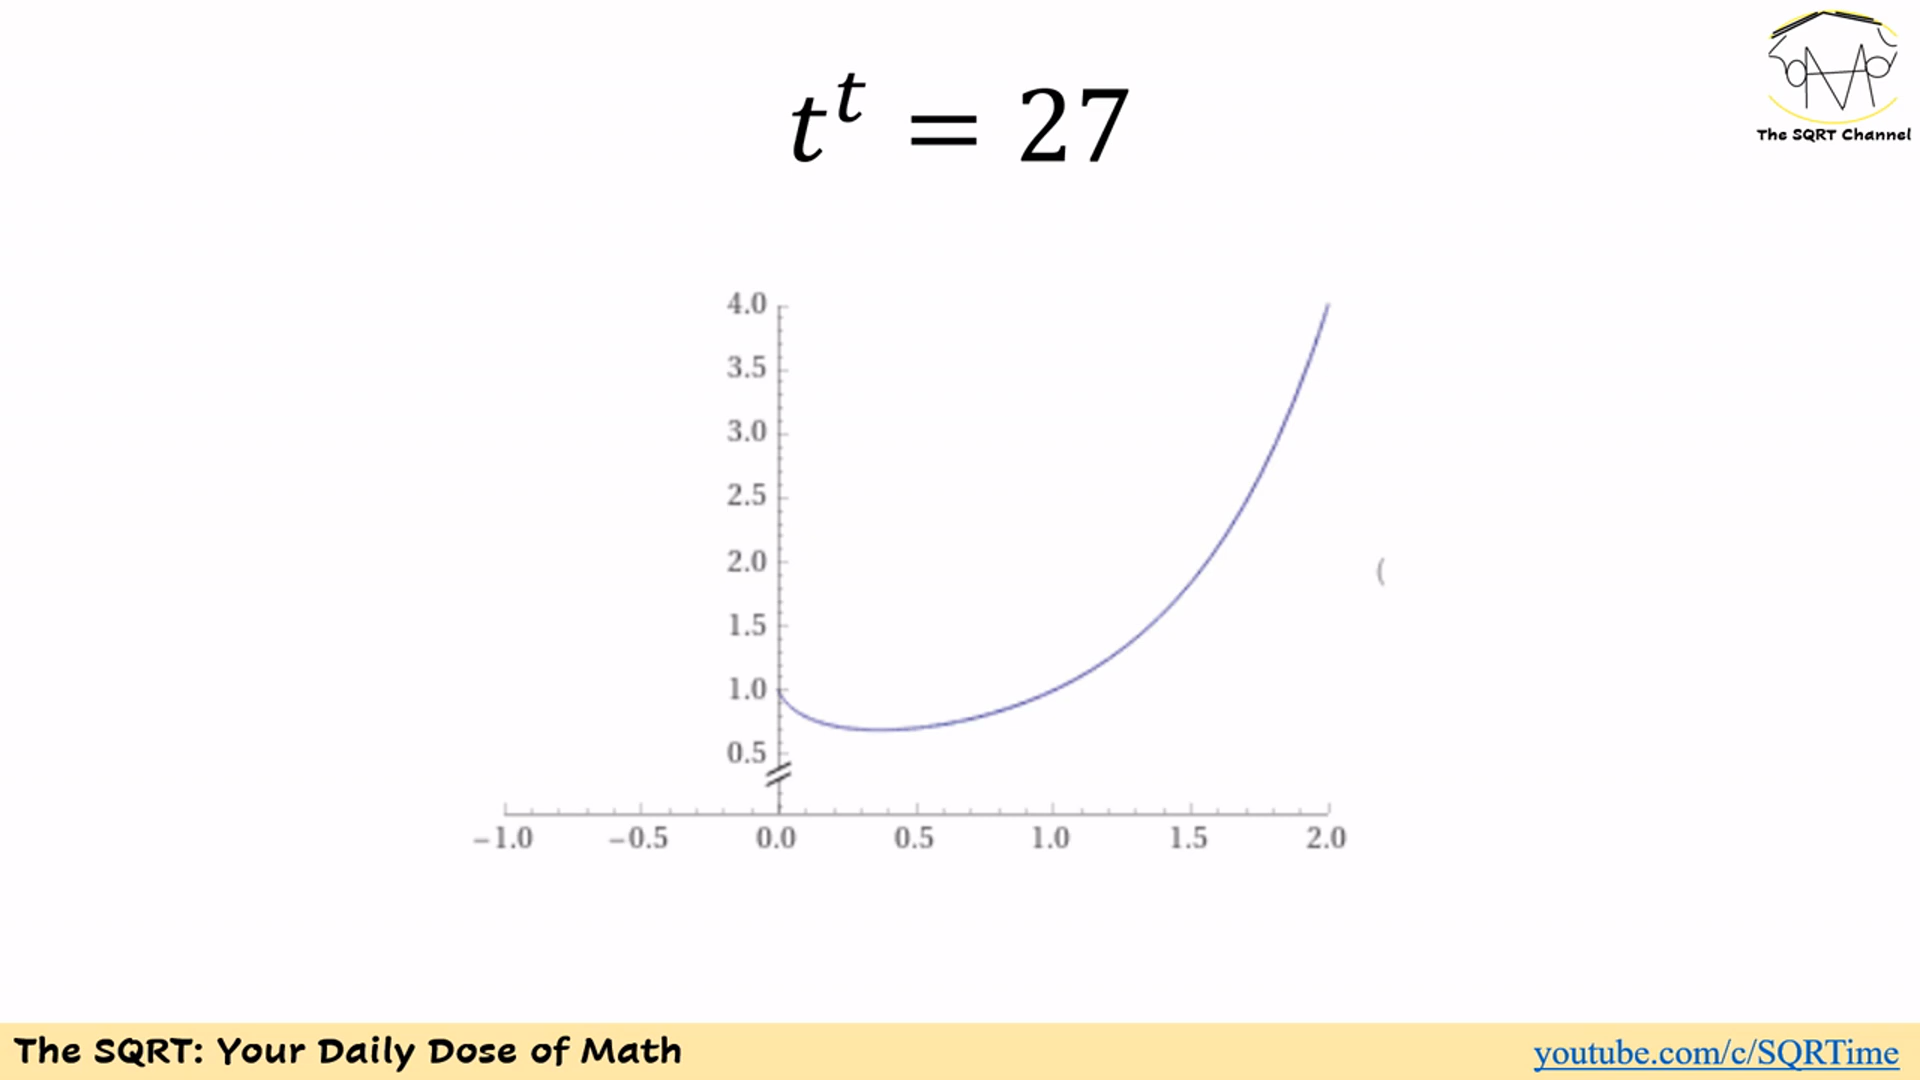 t^t = 27
The SQRT Channel
4.0
3.5
3.0
2.5
2.0
(
1.5
1.0
0.5
−1.0 −0.5 0.0 0.5 1.0 1.5 2.0
The SQRT: Your Daily Dose of Math
youtube.com/c/SQRTime